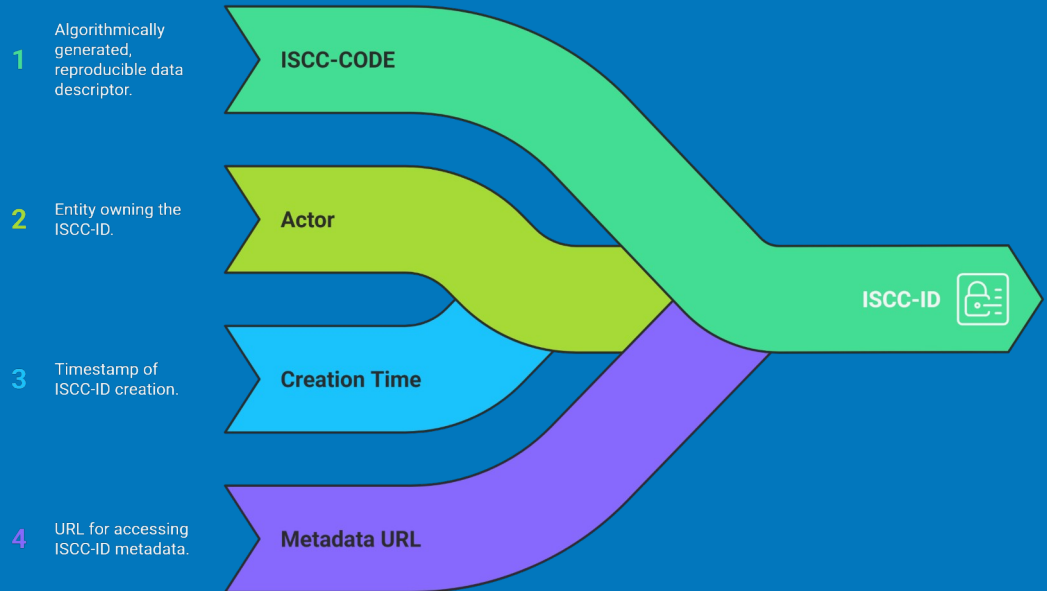 1
Algorithmically
generated,
reproducible data
descriptor.
ISCC-CODE
2
Entity owning the
ISCC-ID.
Actor
3
Timestamp of
ISCC-ID creation.
Creation Time
4
URL for accessing
ISCC-ID metadata.
Metadata URL
ISCC-ID